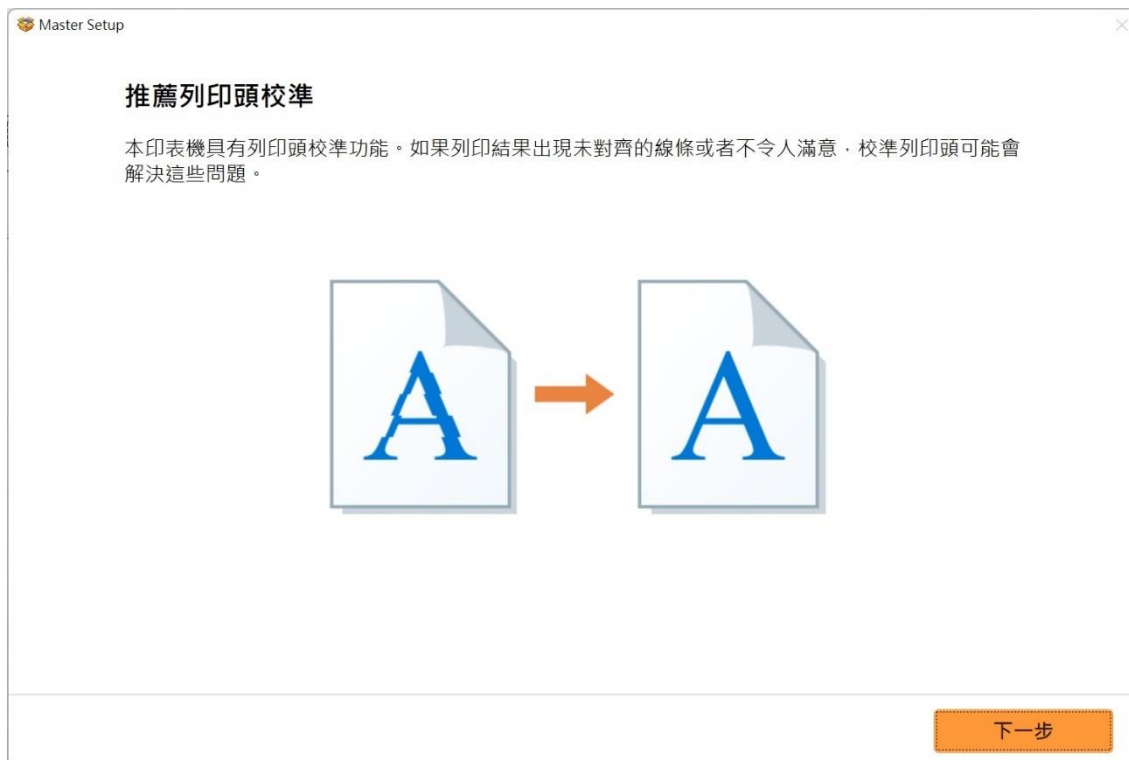 Master Setup
推薦列印頭校準
本印表機具有列印頭校準功能。如果列印結果出現未對齊的線條或者不令人滿意，校準列印頭可能會
解決這些問題。
A A
下一步